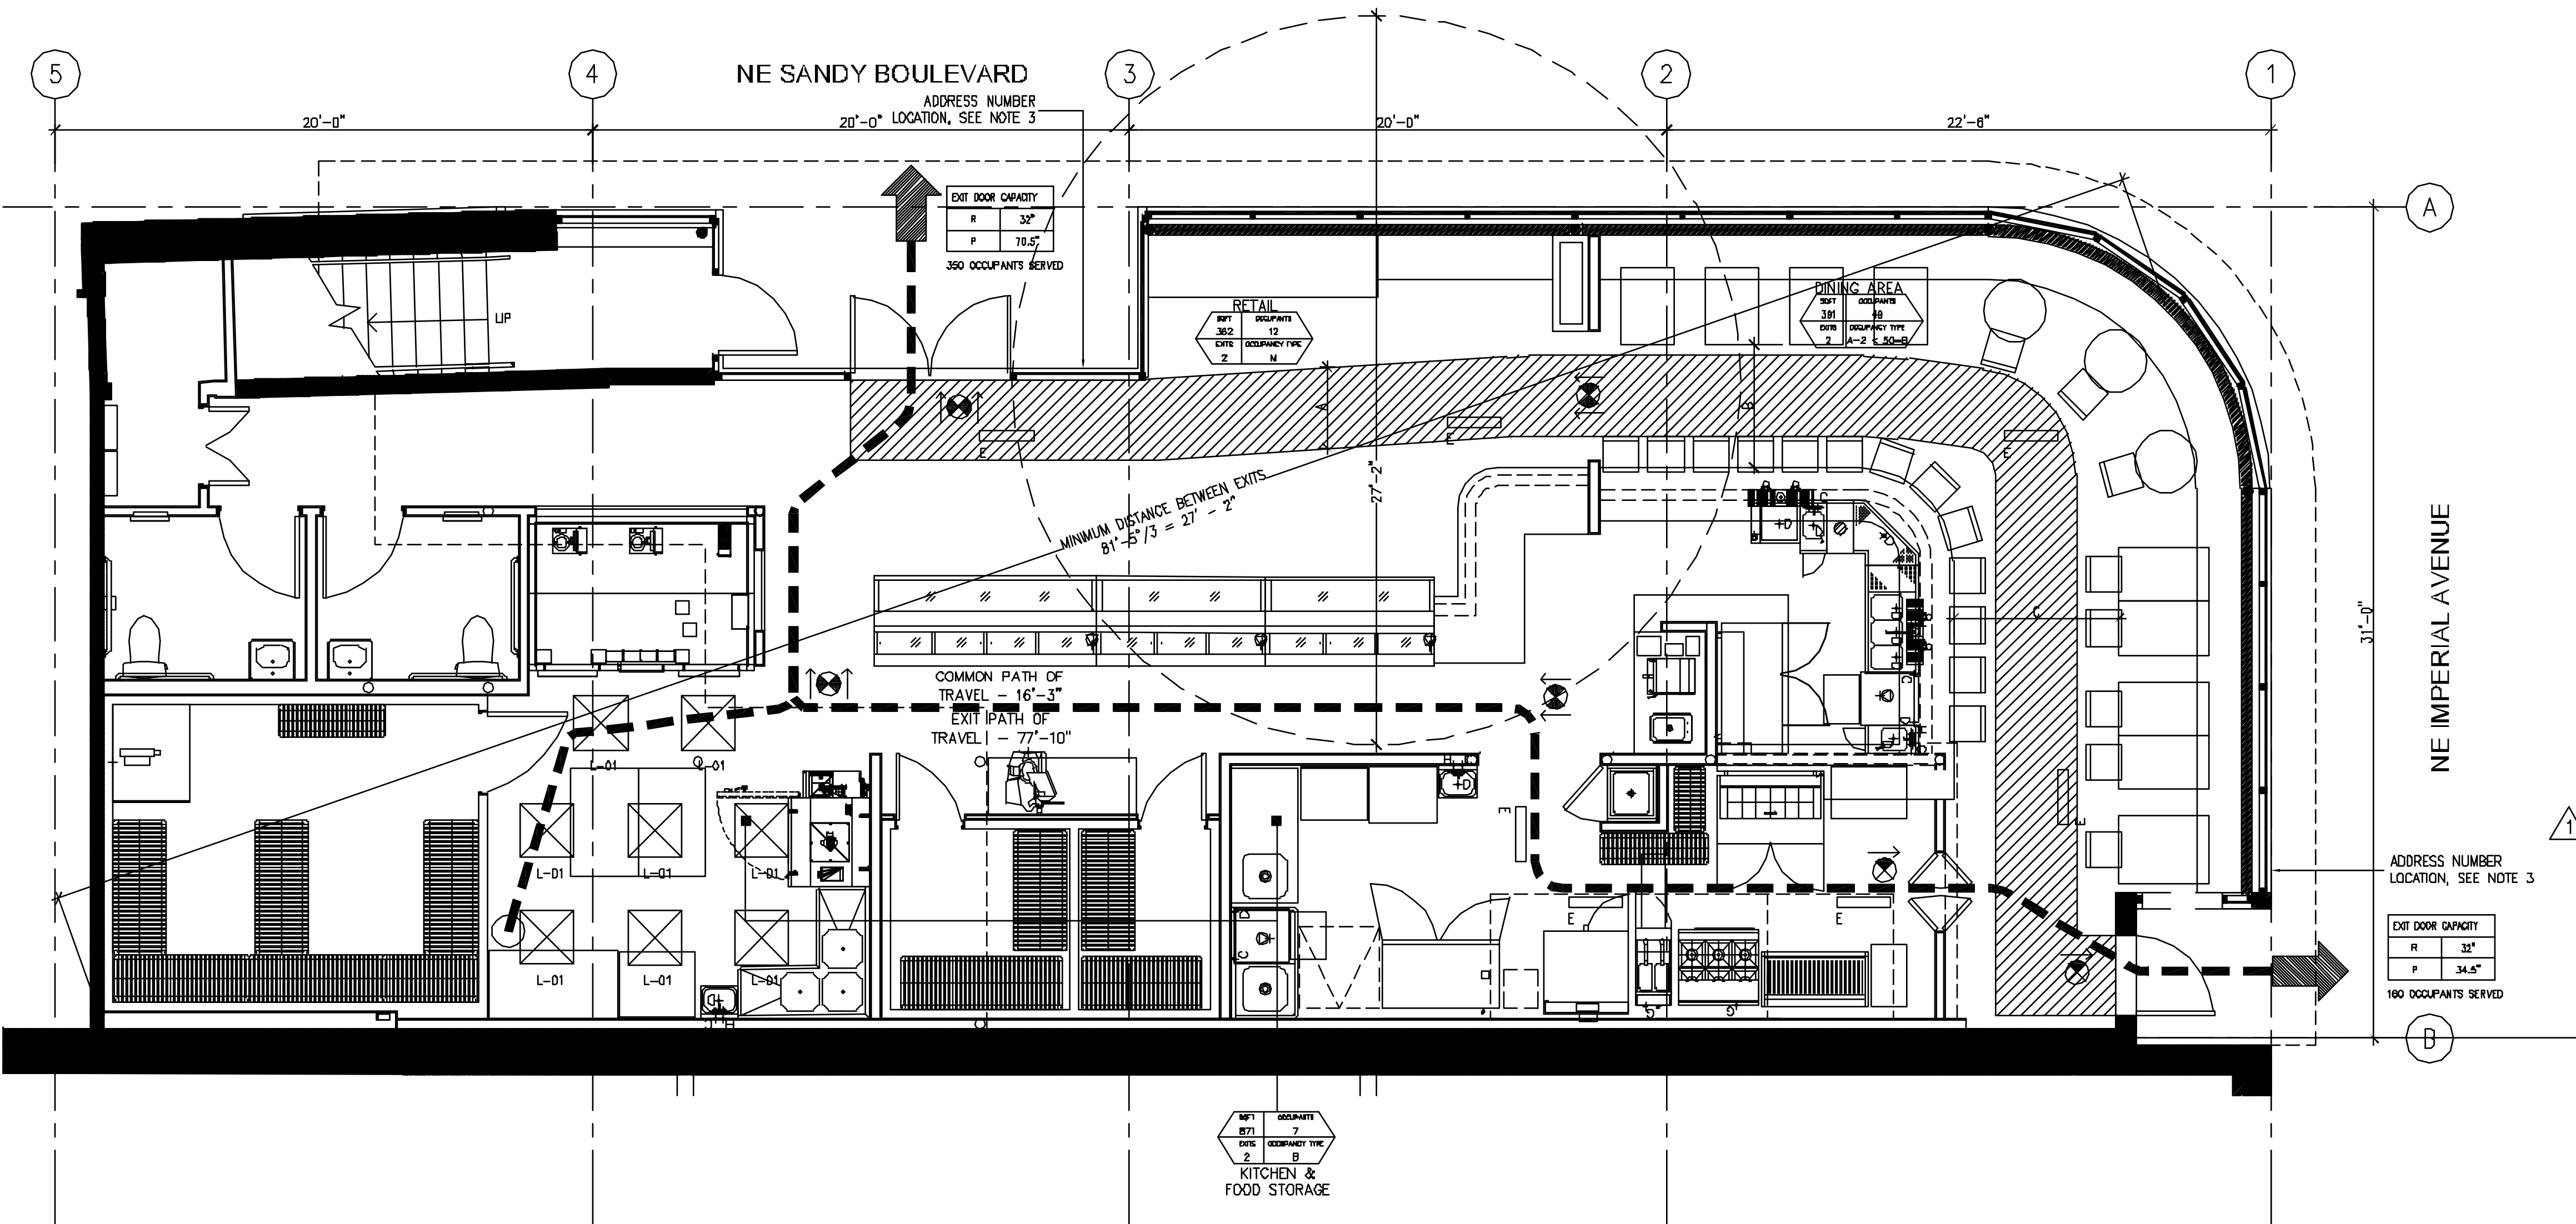 5
4
NE SANDY BOULEVARD
3
2
1
ADDRESS NUMBER
LOCATION, SEE NOTE 3
20'-0"
20'-0"
20'-0"
22'-6"
A
EXIT DOOR CAPACITY
R 32"
P 70.5"
350 OCCUPANTS SERVED
UP
RETAIL
SQFT OCCUPANTS
362 12
EXITS OCCUPANCY TYPE
2 M
DINING AREA
SQFT OCCUPANTS
391 49
EXITS OCCUPANCY TYPE
2 A-2 < 50=B
A
B
E
E
E
27'-2"
MINIMUM DISTANCE BETWEEN EXITS
81'-5"/3 = 27' - 2"
C
31'-0"
NE IMPERIAL AVENUE
COMMON PATH OF
TRAVEL - 16'-3"
EXIT PATH OF
TRAVEL - 77'-10"
L-01
L-01
L-01
L-01
L-01
L-01
L-01
L-01
E
E
E
E
1
ADDRESS NUMBER
LOCATION, SEE NOTE 3
EXIT DOOR CAPACITY
R 32"
P 34.5"
160 OCCUPANTS SERVED
B
SQFT OCCUPANTS
871 7
EXITS OCCUPANCY TYPE
2 B
KITCHEN &
FOOD STORAGE